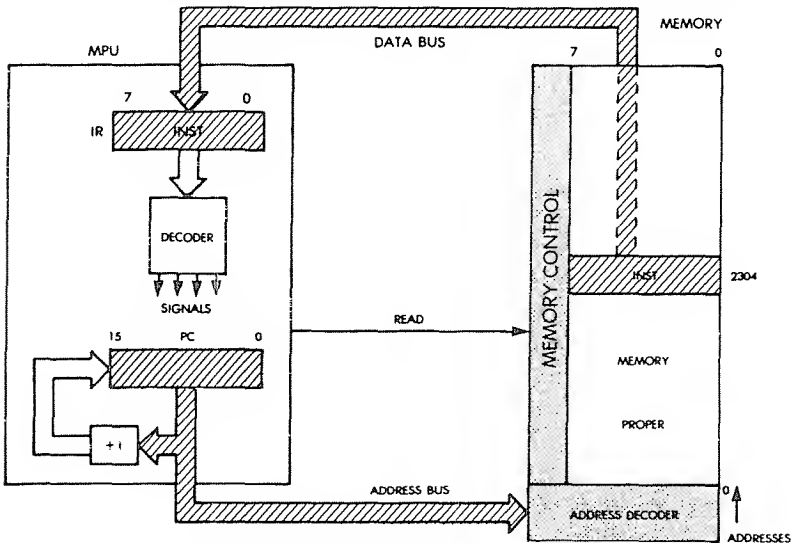 MEMORY
DATA BUS
MPU
7 0
7 0
IR INST
DECODER
MEMORY CONTROL
INST 2304
SIGNALS
READ
15 PC 0
MEMORY
PROPER
+ 1
ADDRESS BUS
0
ADDRESS DECODER
ADDRESSES